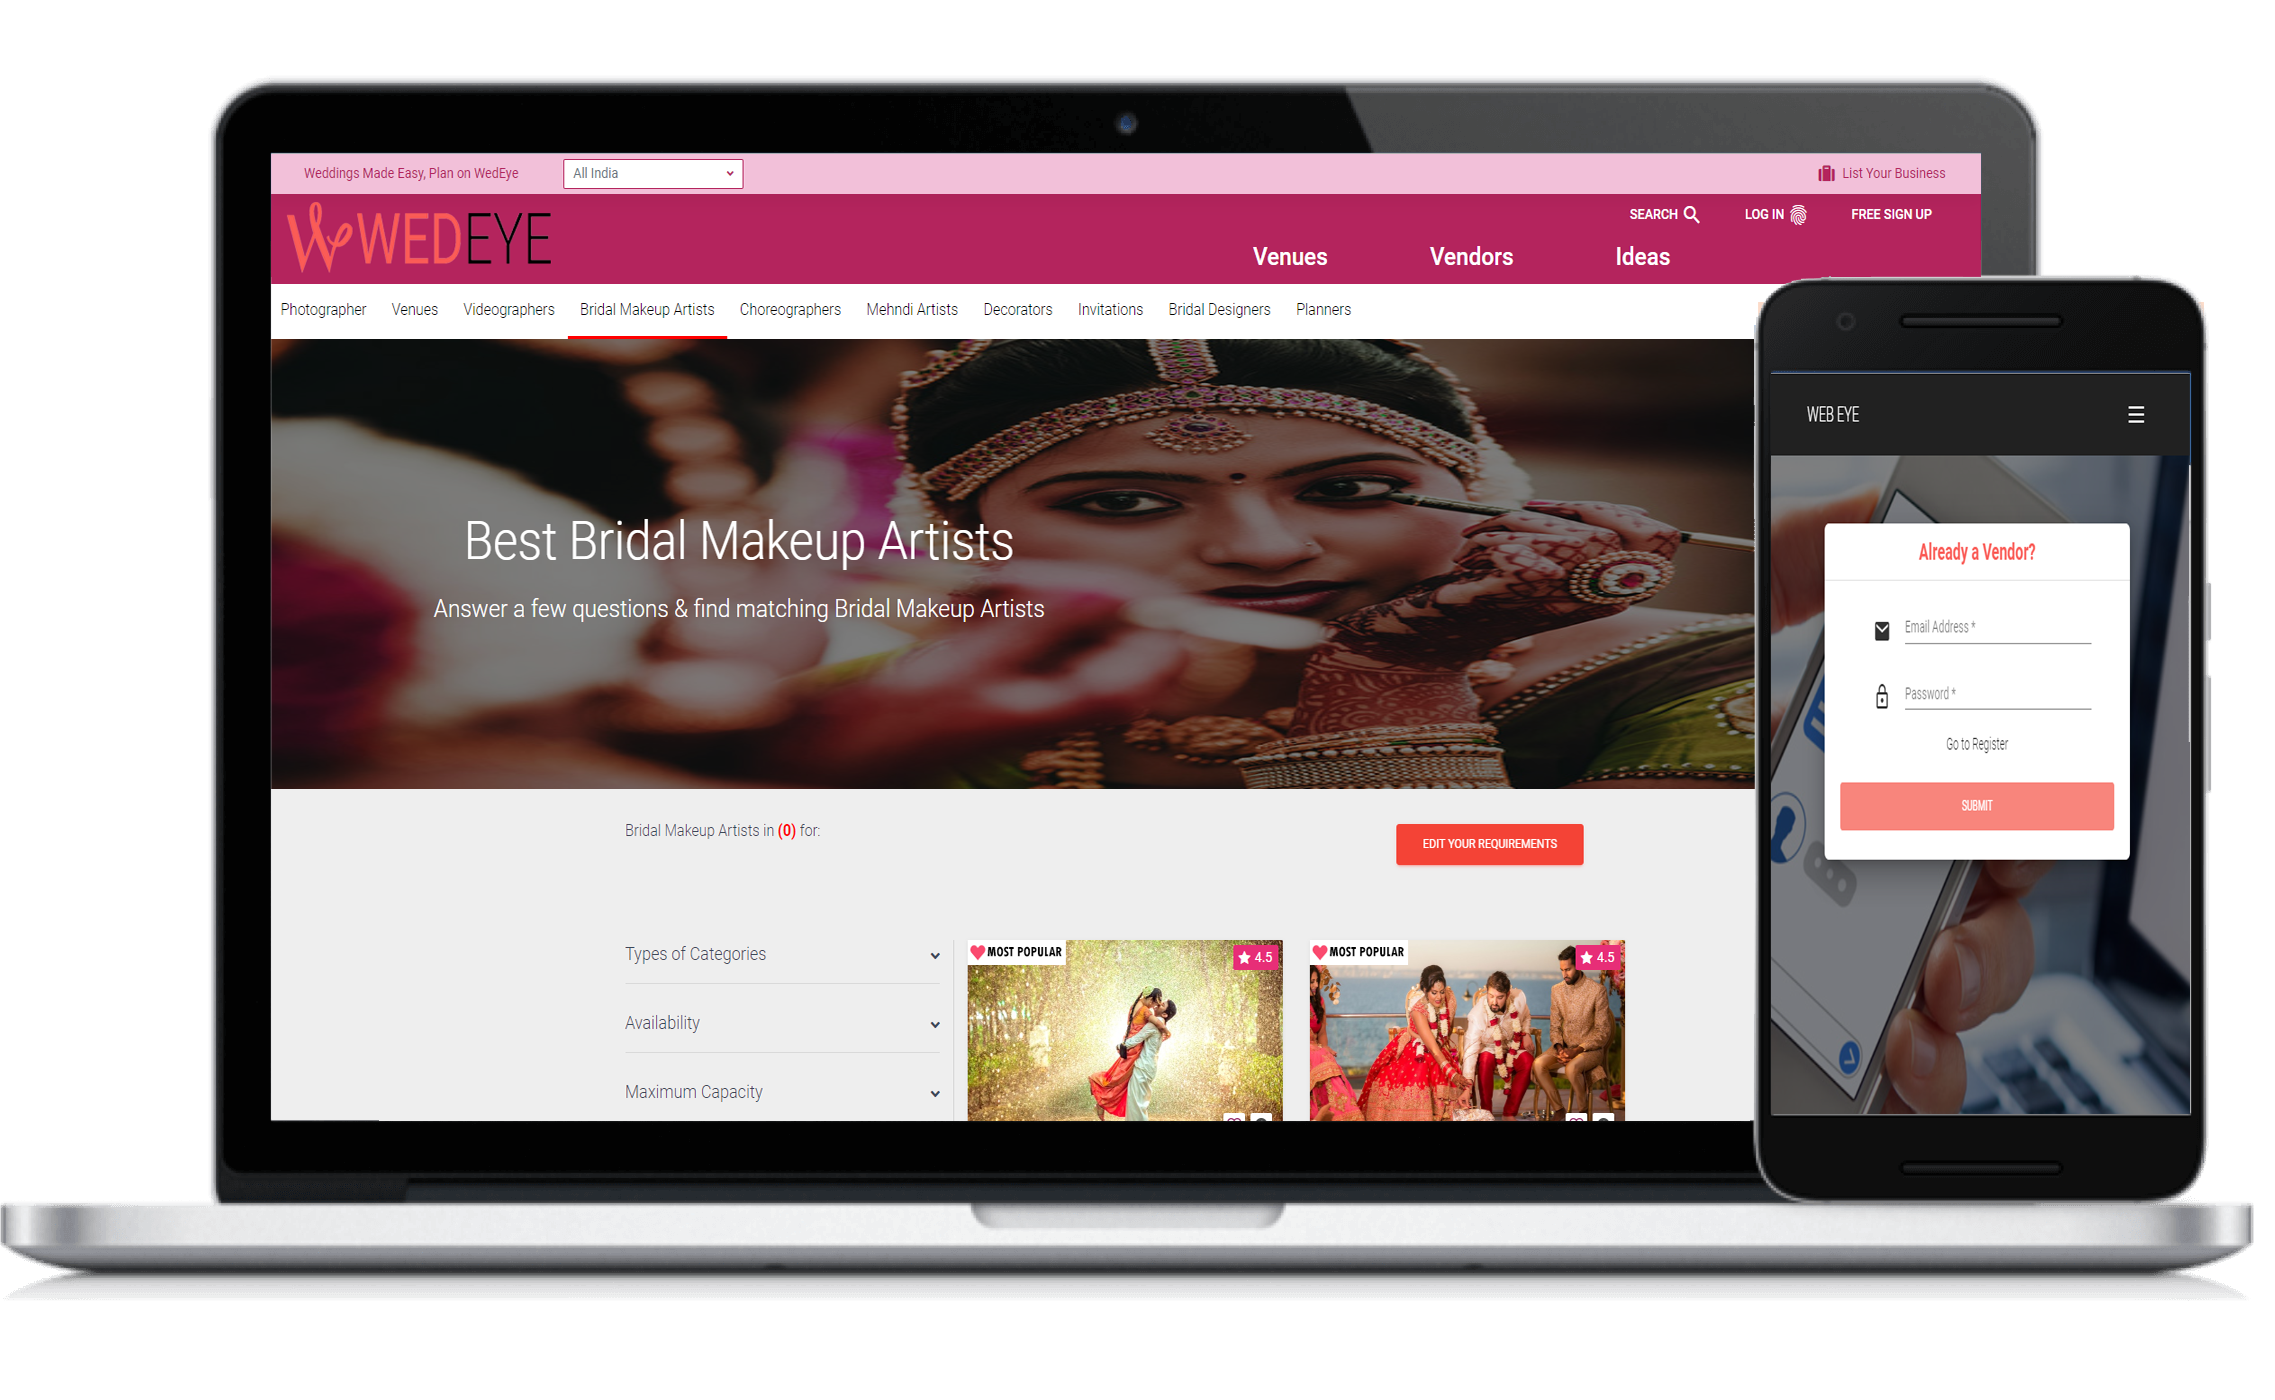 Weddings Made Easy, Plan on WedEye All India List Your Business
WEDEYE
SEARCH LOG IN FREE SIGN UP
Venues Vendors Ideas
Photographer Venues Videographers Bridal Makeup Artists Choreographers Mehndi Artists Decorators Invitations Bridal Designers Planners
Best Bridal Makeup Artists
Answer a few questions & find matching Bridal Makeup Artists
Bridal Makeup Artists in (0) for:
EDIT YOUR REQUIREMENTS
Types of Categories
Availability
Maximum Capacity
MOST POPULAR 4.5
MOST POPULAR 4.5
WEB EYE
Already a Vendor?
Email Address *
Password *
Go to Register
SUBMIT